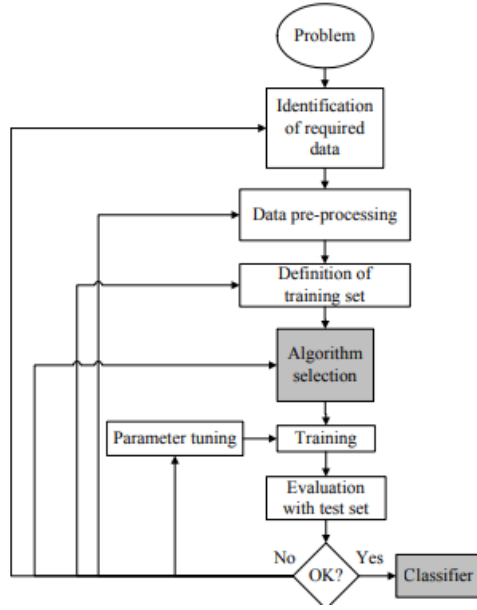 Problem
Identification
of required
data
Data pre-processing
Definition of
training set
Algorithm
selection
Parameter tuning
Training
Evaluation
with test set
No
Yes
OK?
Classifier